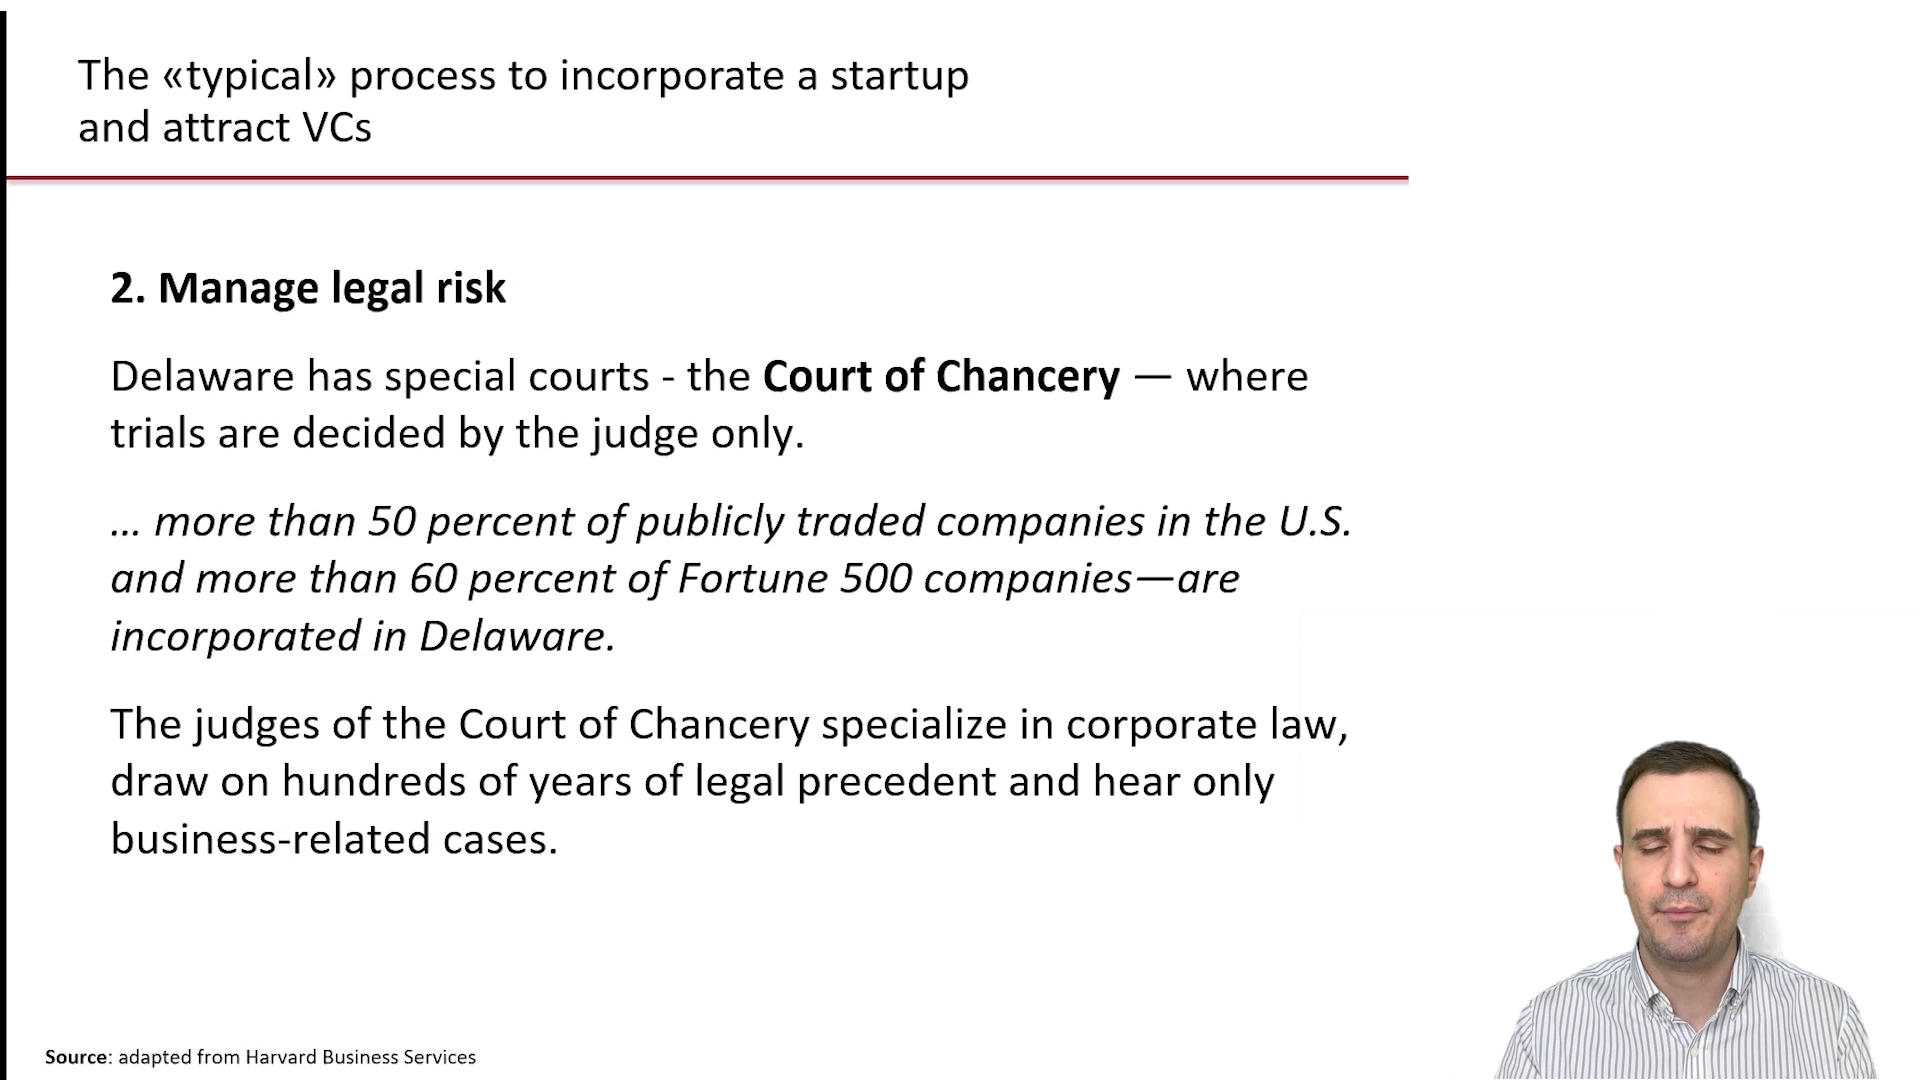 The «typical» process to incorporate a startup
and attract VCs
2. Manage legal risk
Delaware has special courts - the Court of Chancery — where
trials are decided by the judge only.
… more than 50 percent of publicly traded companies in the U.S.
and more than 60 percent of Fortune 500 companies—are
incorporated in Delaware.
The judges of the Court of Chancery specialize in corporate law,
draw on hundreds of years of legal precedent and hear only
business-related cases.
Source: adapted from Harvard Business Services